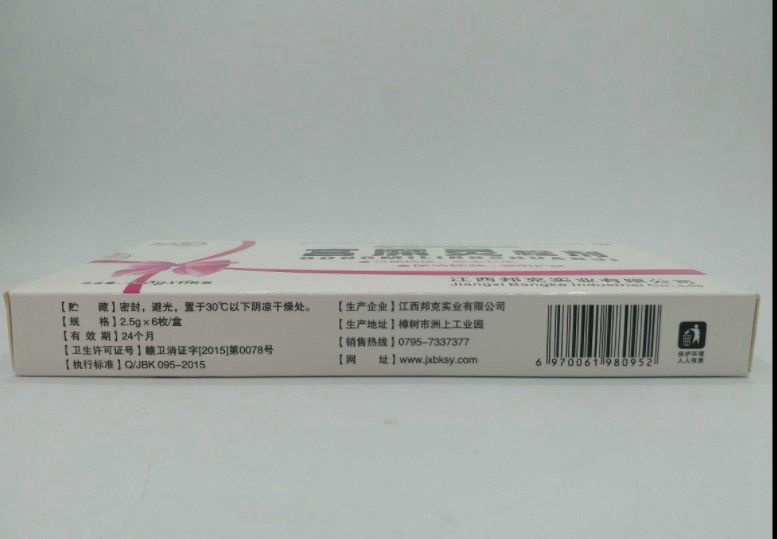 江西邦克实业有限公司
Jiangxi Bangke Industrial Co.,Ltd
【贮 藏】密封，避光，置于30℃以下阴凉干燥处。
【规 格】2.5g×6枚/盒
【有 效 期】24个月
【卫生许可证号】赣卫消证字[2015]第0078号
【执行标准】Q/JBK 095-2015
【生产企业】江西邦克实业有限公司
【生产地址】樟树市洲上工业园
【销售热线】0795-7337377
【网 址】www.jxbksy.com
6 970061 980952
保护环境
人人有责